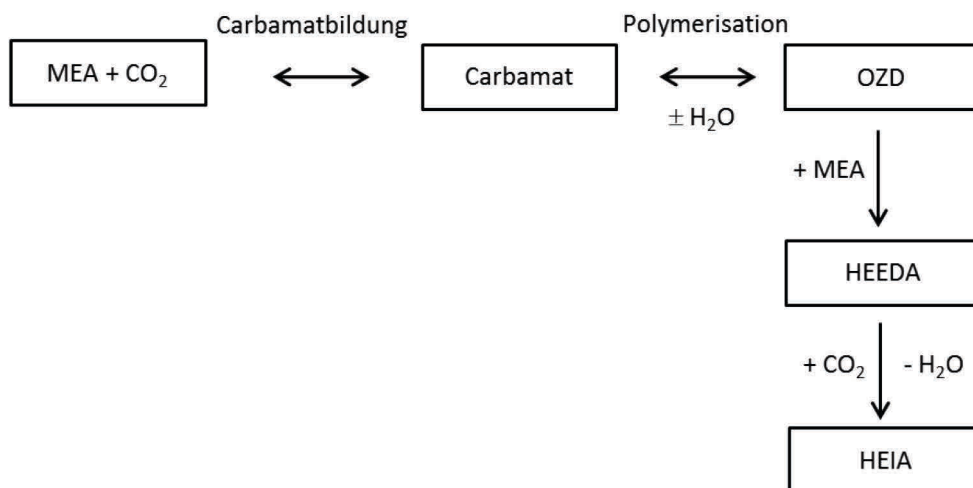 Carbamatbildung
Polymerisation
MEA + CO₂
Carbamat
OZD
± H₂O
+ MEA
HEEDA
+ CO₂
- H₂O
HEIA